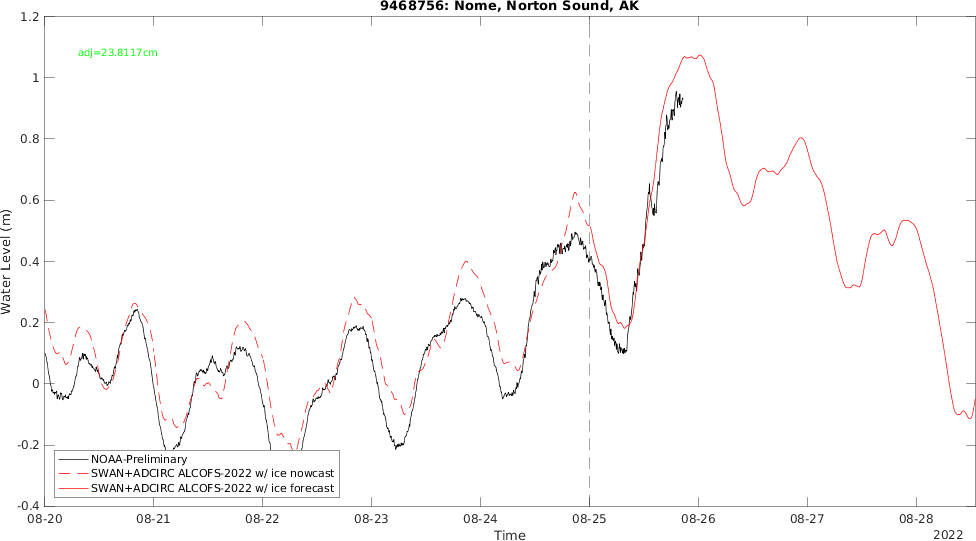 9468756: Nome, Norton Sound, AK
adj=23.8117cm
Water Level (m)
1.2
1
0.8
0.6
0.4
0.2
0
-0.2
-0.4
NOAA-Preliminary
SWAN+ADCIRC ALCOFS-2022 w/ ice nowcast
SWAN+ADCIRC ALCOFS-2022 w/ ice forecast
08-20 08-21 08-22 08-23 08-24 08-25 08-26 08-27 08-28
Time
2022